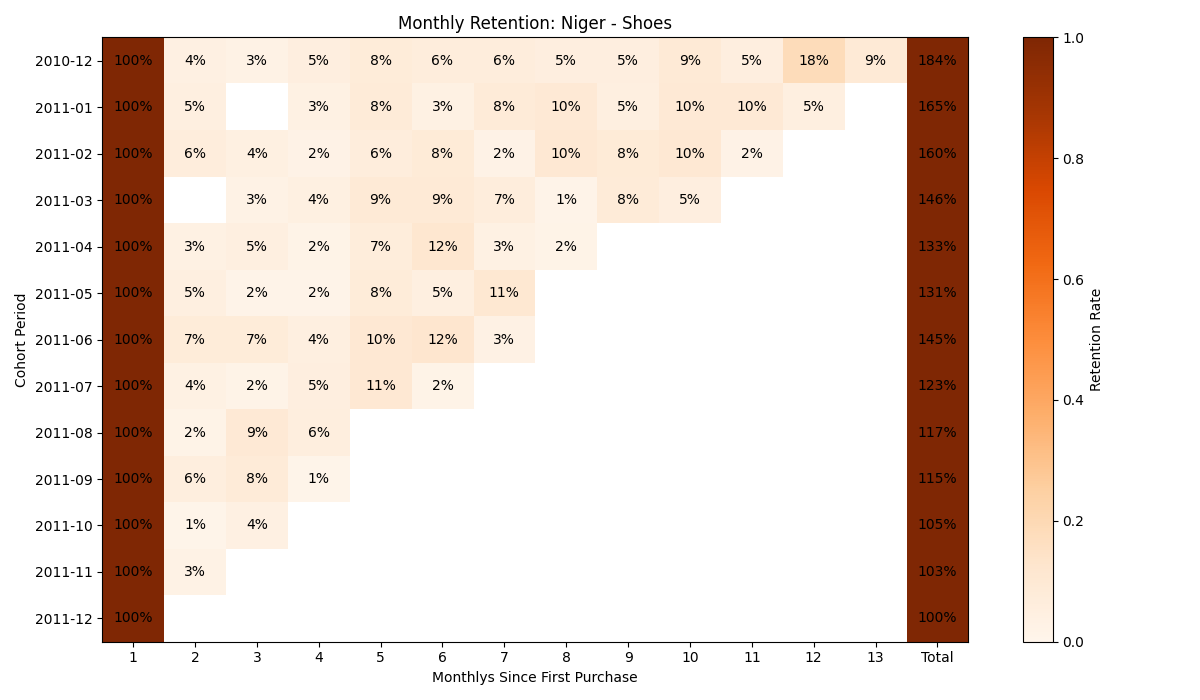 Monthly Retention: Niger - Shoes
2010-12 100% 4% 3% 5% 8% 6% 6% 5% 5% 9% 5% 18% 9% 184%
2011-01 100% 5% 3% 8% 3% 8% 10% 5% 10% 10% 5% 165%
2011-02 100% 6% 4% 2% 6% 8% 2% 10% 8% 10% 2% 160%
2011-03 100% 3% 4% 9% 9% 7% 1% 8% 5% 146%
2011-04 100% 3% 5% 2% 7% 12% 3% 2% 133%
2011-05 100% 5% 2% 2% 8% 5% 11% 131%
2011-06 100% 7% 7% 4% 10% 12% 3% 145%
2011-07 100% 4% 2% 5% 11% 2% 123%
2011-08 100% 2% 9% 6% 117%
2011-09 100% 6% 8% 1% 115%
2011-10 100% 1% 4% 105%
2011-11 100% 3% 103%
2011-12 100% 100%
1 2 3 4 5 6 7 8 9 10 11 12 13 Total
Monthlys Since First Purchase
Cohort Period
1.0
0.8
0.6
0.4
0.2
0.0
Retention Rate